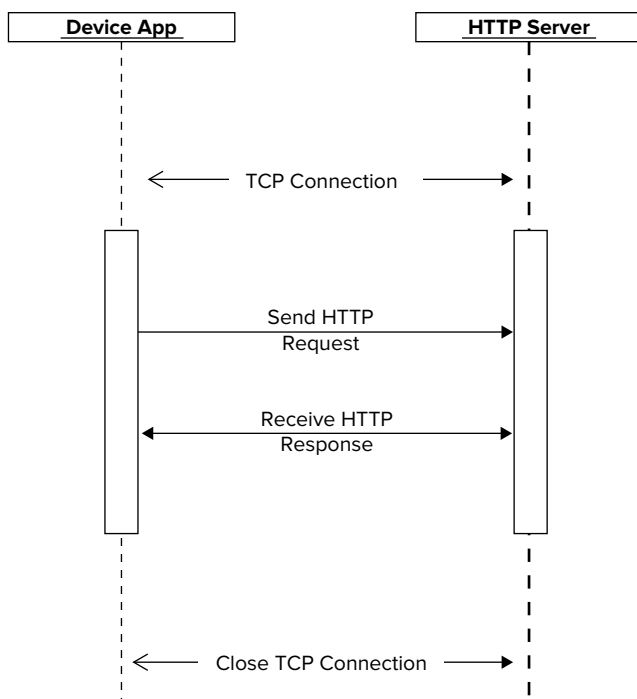 Device App
HTTP Server
TCP Connection
Send HTTP
Request
Receive HTTP
Response
Close TCP Connection